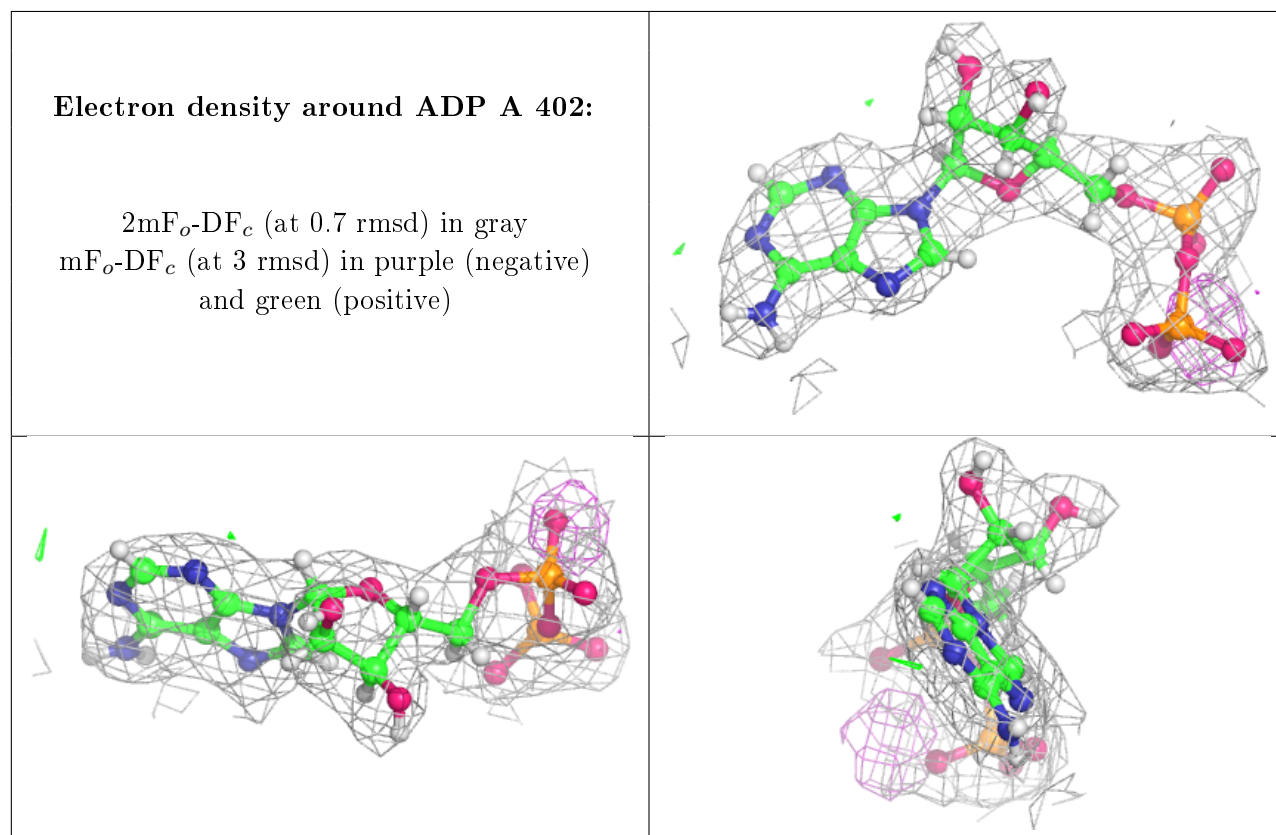 Electron density around ADP A 402:
2mFo-DFc (at 0.7 rmsd) in gray
mFo-DFc (at 3 rmsd) in purple (negative)
and green (positive)